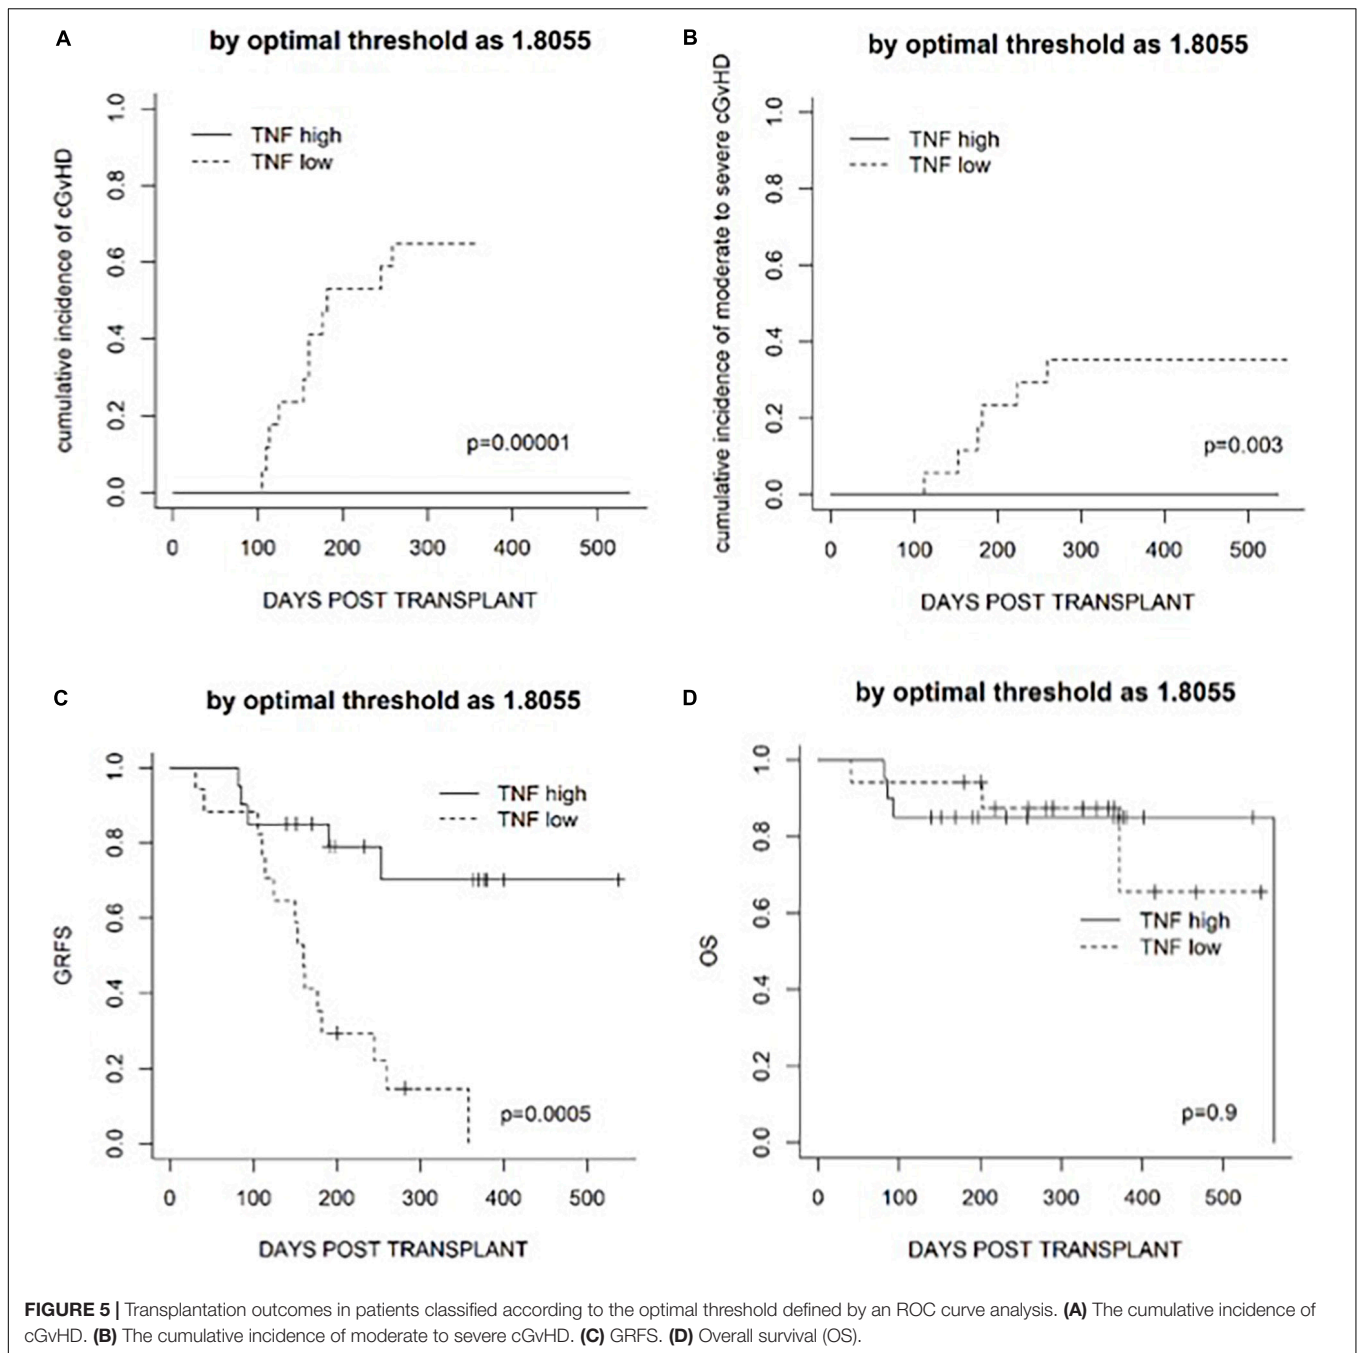 A
by optimal threshold as 1.8055
cumulative incidence of cGvHD
1.0
0.8
0.6
0.4
0.2
0.0
TNF high
TNF low
p=0.00001
0 100 200 300 400 500
DAYS POST TRANSPLANT
B
by optimal threshold as 1.8055
cumulative incidence of moderate to severe cGvHD
1.0
0.8
0.6
0.4
0.2
0.0
TNF high
TNF low
p=0.003
0 100 200 300 400 500
DAYS POST TRANSPLANT
C
by optimal threshold as 1.8055
GRFS
1.0
0.8
0.6
0.4
0.2
0.0
TNF high
TNF low
p=0.0005
0 100 200 300 400 500
DAYS POST TRANSPLANT
D
by optimal threshold as 1.8055
OS
1.0
0.8
0.6
0.4
0.2
0.0
TNF high
TNF low
p=0.9
0 100 200 300 400 500
DAYS POST TRANSPLANT
FIGURE 5 | Transplantation outcomes in patients classified according to the optimal threshold defined by an ROC curve analysis. (A) The cumulative incidence of
cGvHD. (B) The cumulative incidence of moderate to severe cGvHD. (C) GRFS. (D) Overall survival (OS).